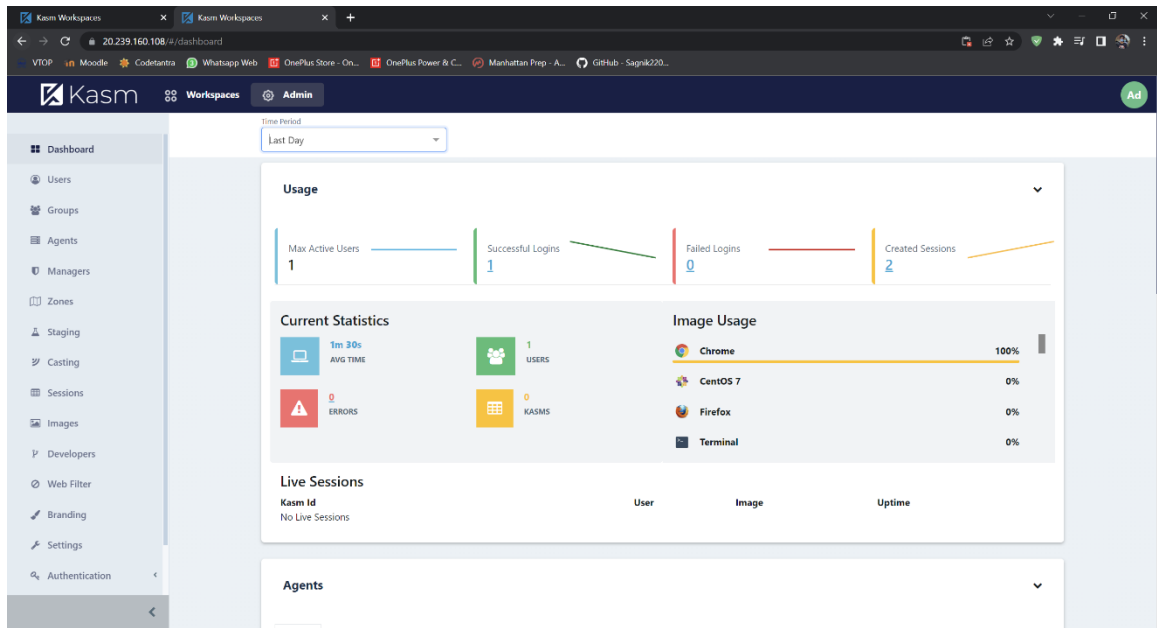 Kasm Workspaces
Kasm Workspaces
20.239.160.108/#/dashboard
VTOP
Moodle
Codetantra
Whatsapp Web
OnePlus Store - On...
OnePlus Power & C...
Manhattan Prep - A...
GitHub - Sagnik220...
Kasm
Workspaces
Admin
Ad
Time Period
Last Day
Dashboard
Users
Groups
Agents
Managers
Zones
Staging
Casting
Sessions
Images
Developers
Web Filter
Branding
Settings
Authentication
Usage
Max Active Users
1
Successful Logins
1
Failed Logins
0
Created Sessions
2
Current Statistics
1m 30s
AVG TIME
1
USERS
0
ERRORS
0
KASMS
Image Usage
Chrome 100%
CentOS 7 0%
Firefox 0%
Terminal 0%
Live Sessions
Kasm Id User Image Uptime
No Live Sessions
Agents